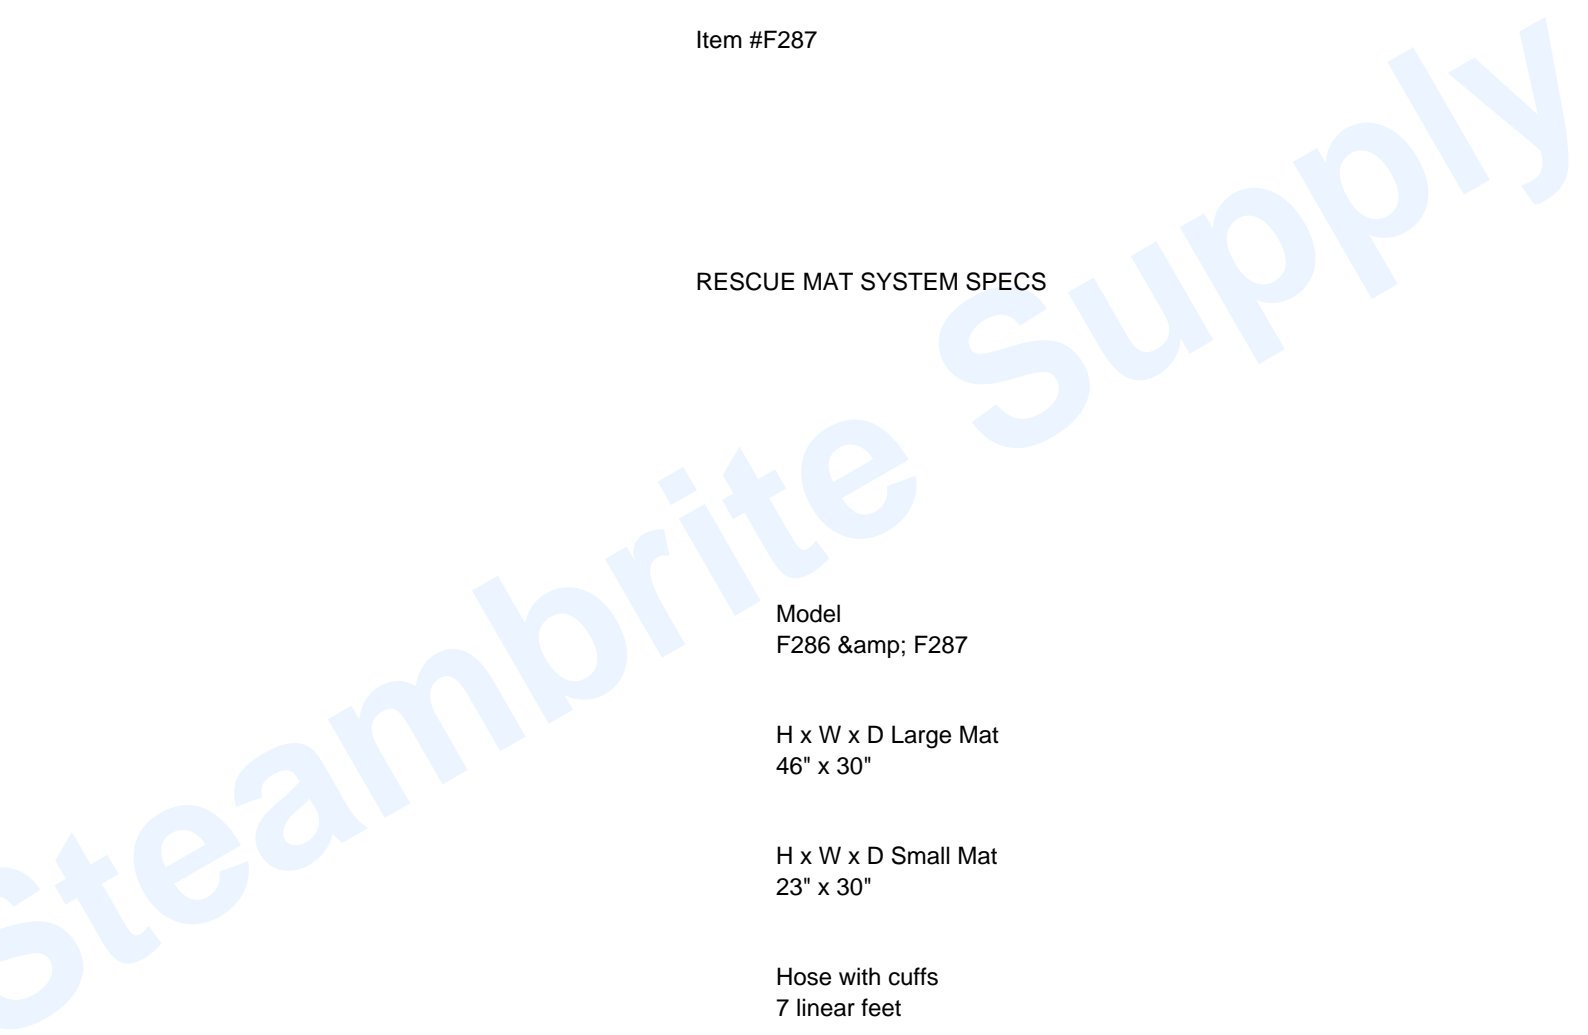 Item #F287
RESCUE MAT SYSTEM SPECS
Steambrite Supply
Model
F286 &amp; F287
H x W x D Large Mat
46" x 30"
H x W x D Small Mat
23" x 30"
Hose with cuffs
7 linear feet